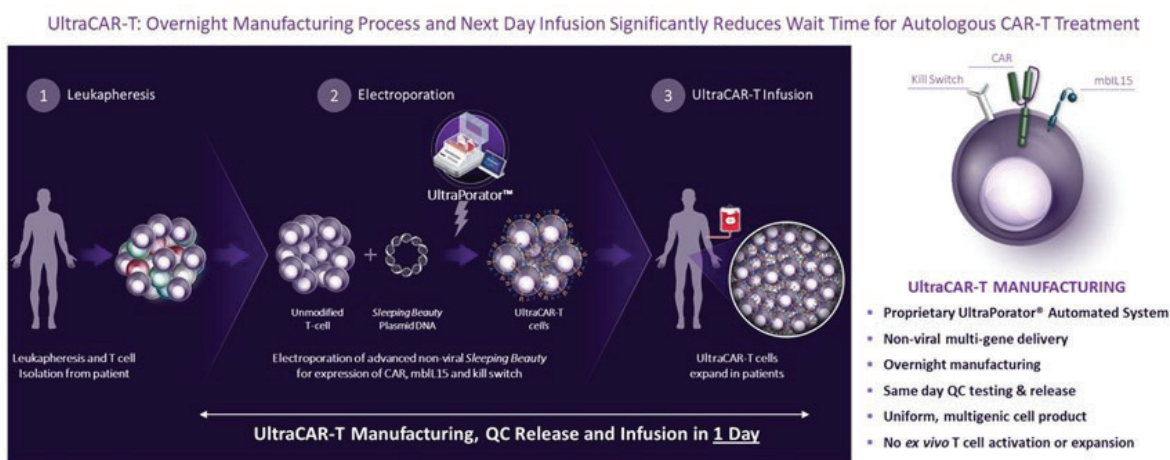 UltraCAR-T: Overnight Manufacturing Process and Next Day Infusion Significantly Reduces Wait Time for Autologous CAR-T Treatment
1 Leukapheresis
2 Electroporation
3 UltraCAR-T Infusion
UltraPorator™
Unmodified
T-cell
+
Sleeping Beauty
Plasmid DNA
UltraCAR-T
cells
Leukapheresis and T cell
Isolation from patient
Electroporation of advanced non-viral Sleeping Beauty
for expression of CAR, mbIL15 and kill switch
UltraCAR-T cells
expand in patients
UltraCAR-T Manufacturing, QC Release and Infusion in 1 Day
CAR
Kill Switch
mbIL15
UltraCAR-T MANUFACTURING
▪ Proprietary UltraPorator® Automated System
▪ Non-viral multi-gene delivery
▪ Overnight manufacturing
▪ Same day QC testing & release
▪ Uniform, multigenic cell product
▪ No ex vivo T cell activation or expansion